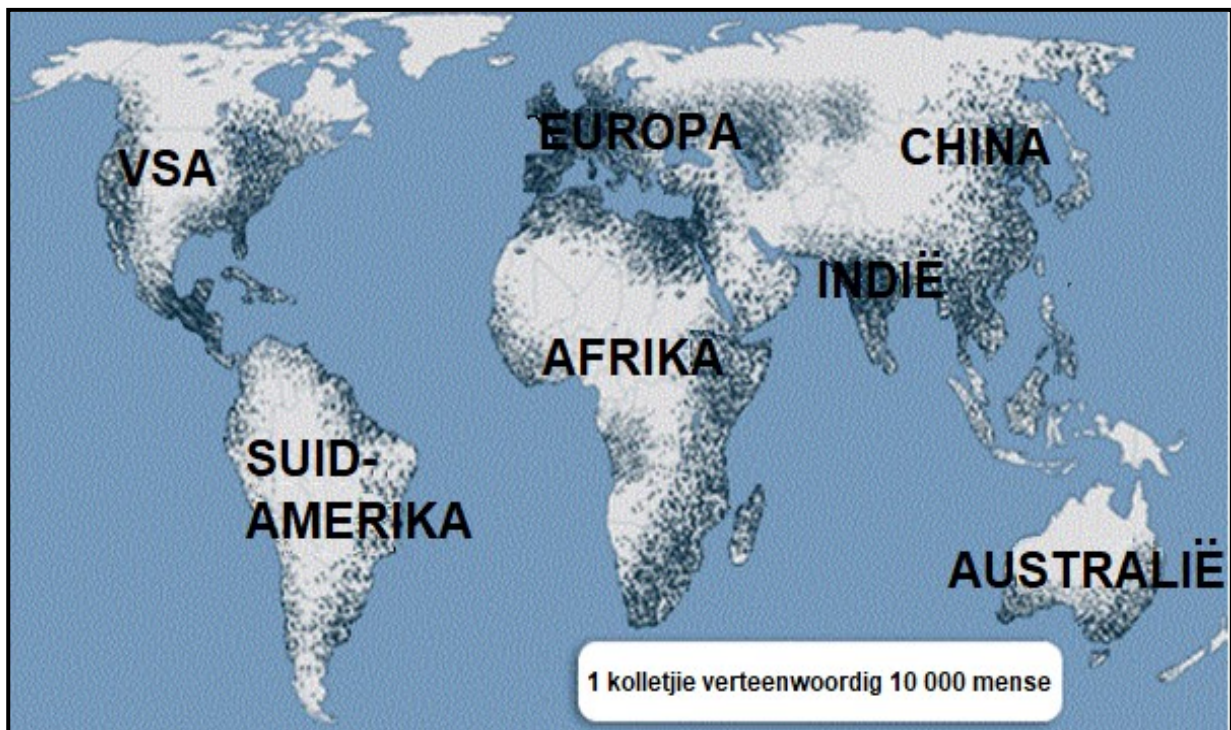 EUROPA
VSA
CHINA
INDIË
AFRIKA
SUID-
AMERIKA
AUSTRALIË
1 kolletjie verteenwoordig 10 000 mense